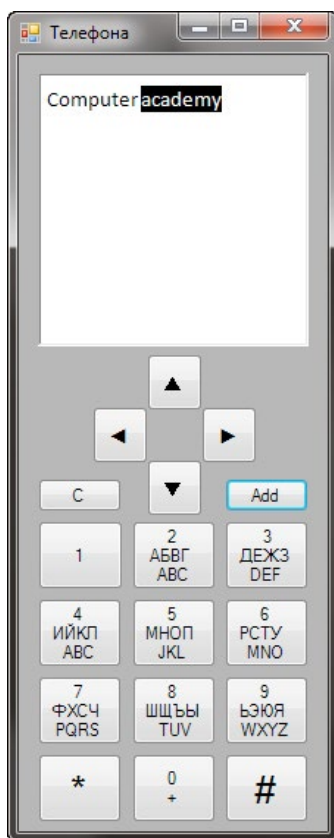 Телефона
Computer academy
C
Add
1
2
АБВГ
ABC
3
ДЕЖЗ
DEF
4
ИЙКЛ
ABC
5
МНОП
JKL
6
РСТУ
MNO
7
ФХСЧ
PQRS
8
ШЩЪЫ
TUV
9
ЬЭЮЯ
WXYZ
*
0
+
#